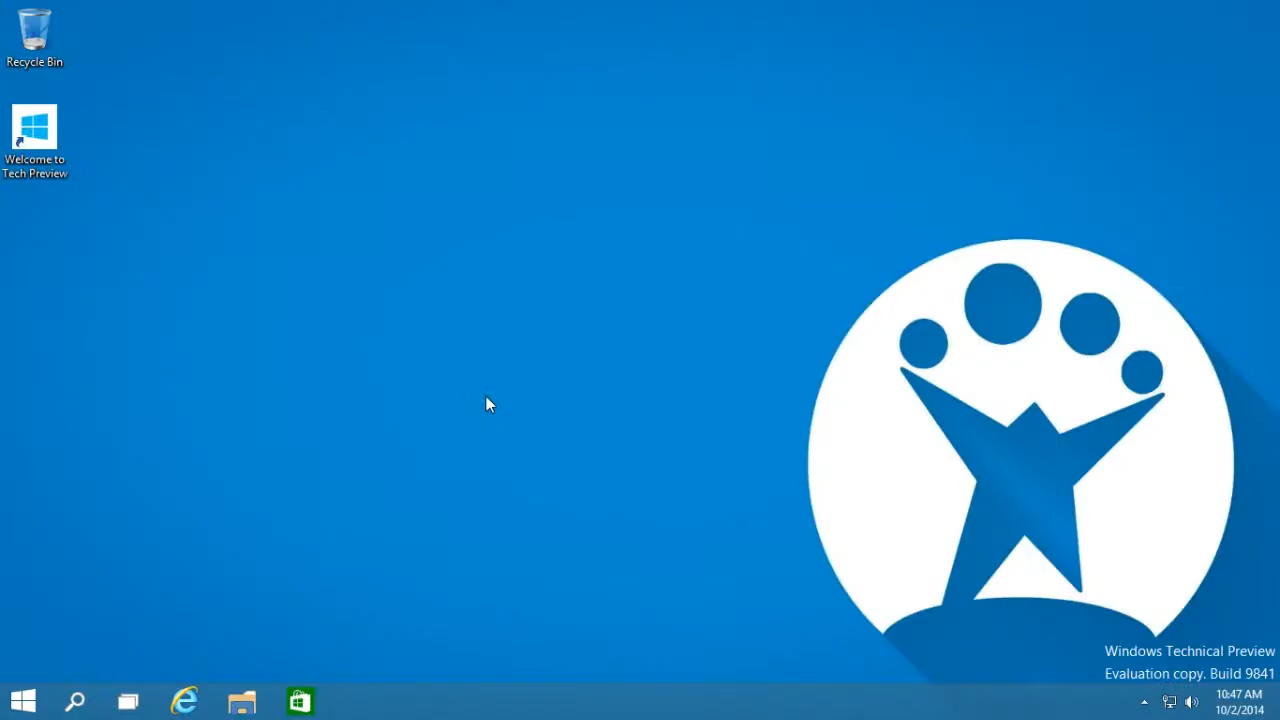 Recycle Bin
Welcome to
Tech Preview
Windows Technical Preview
Evaluation copy. Build 9841
10:47 AM
10/2/2014